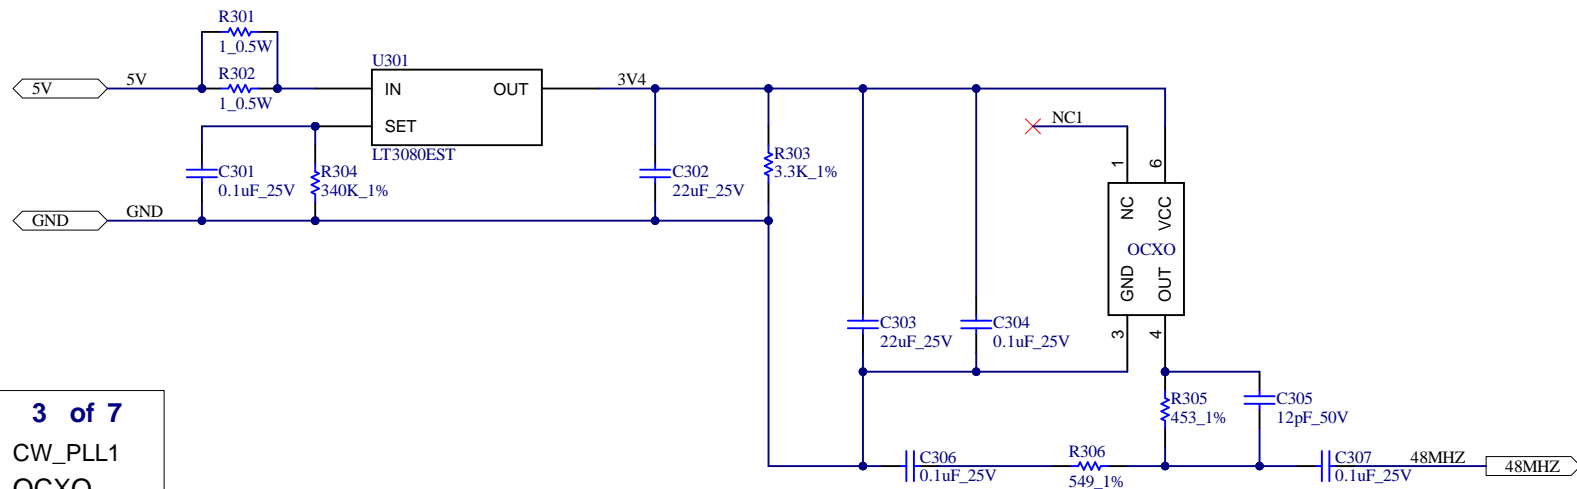 R301
1_0.5W
R302
1_0.5W
5V
5V
U301
IN
OUT
SET
LT3080EST
3V4
NC1
C301
0.1uF_25V
R304
340K_1%
C302
22uF_25V
R303
3.3K_1%
GND
GND
1
6
NC
VCC
OCXO
GND
OUT
3
4
C303
22uF_25V
C304
0.1uF_25V
R305
453_1%
C305
12pF_50V
C306
0.1uF_25V
R306
549_1%
C307
0.1uF_25V
48MHZ
48MHZ
3 of 7
CW_PLL1
OCXO